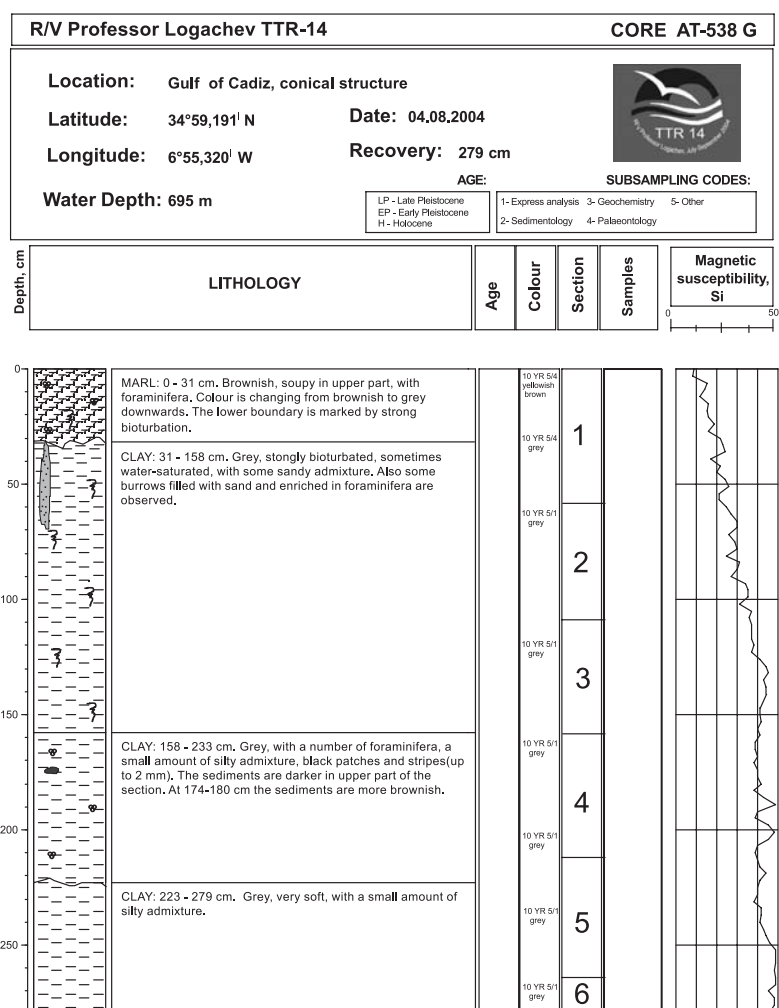 R/V Professor Logachev TTR-14 CORE AT-538 G
Location: Gulf of Cadiz, conical structure
Latitude: 34°59,191ᴵ N Date: 04.08.2004
Longitude: 6°55,320ᴵ W Recovery: 279 cm
Water Depth: 695 m
TTR 14
R/V Professor Logachev, July-September 2004
AGE:
LP - Late Pleistocene
EP - Early Pleistocene
H - Holocene
SUBSAMPLING CODES:
1- Express analysis 3- Geochemistry 5- Other
2- Sedimentology 4- Palaeontology
Depth, cm
LITHOLOGY
Age
Colour
Section
Samples
Magnetic
susceptibility,
Si
0 50
0
50
100
150
200
250
MARL: 0 - 31 cm. Brownish, soupy in upper part, with
foraminifera. Colour is changing from brownish to grey
downwards. The lower boundary is marked by strong
bioturbation.
CLAY: 31 - 158 cm. Grey, stongly bioturbated, sometimes
water-saturated, with some sandy admixture. Also some
burrows filled with sand and enriched in foraminifera are
observed.
CLAY: 158 - 233 cm. Grey, with a number of foraminifera, a
small amount of silty admixture, black patches and stripes(up
to 2 mm). The sediments are darker in upper part of the
section. At 174-180 cm the sediments are more brownish.
CLAY: 223 - 279 cm. Grey, very soft, with a small amount of
silty admixture.
10 YR 5/4
yellowish
brown
10 YR 5/4
grey
10 YR 5/1
grey
10 YR 5/1
grey
10 YR 5/1
grey
10 YR 5/1
grey
10 YR 5/1
grey
10 YR 5/1
grey
1
2
3
4
5
6